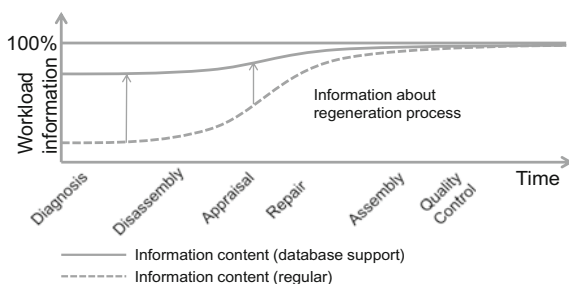 100%
Workload
information
Information about
regeneration process
Time
Diagnosis
Disassembly
Appraisal
Repair
Assembly
Quality
Control
Information content (database support)
Information content (regular)